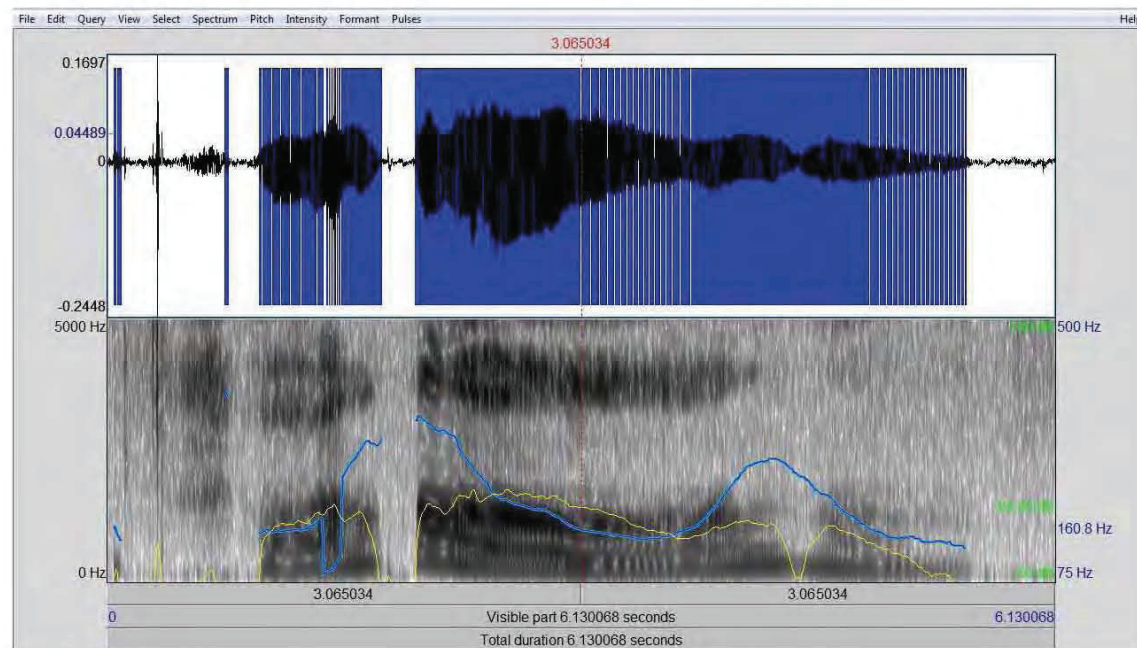 File Edit Query View Select Spectrum Pitch Intensity Formant Pulses Help
3.065034
0.1697
0.04489
0
-0.2448
5000 Hz
500 Hz
160.8 Hz
0 Hz
75 Hz
3.065034 3.065034
0 Visible part 6.130068 seconds 6.130068
Total duration 6.130068 seconds